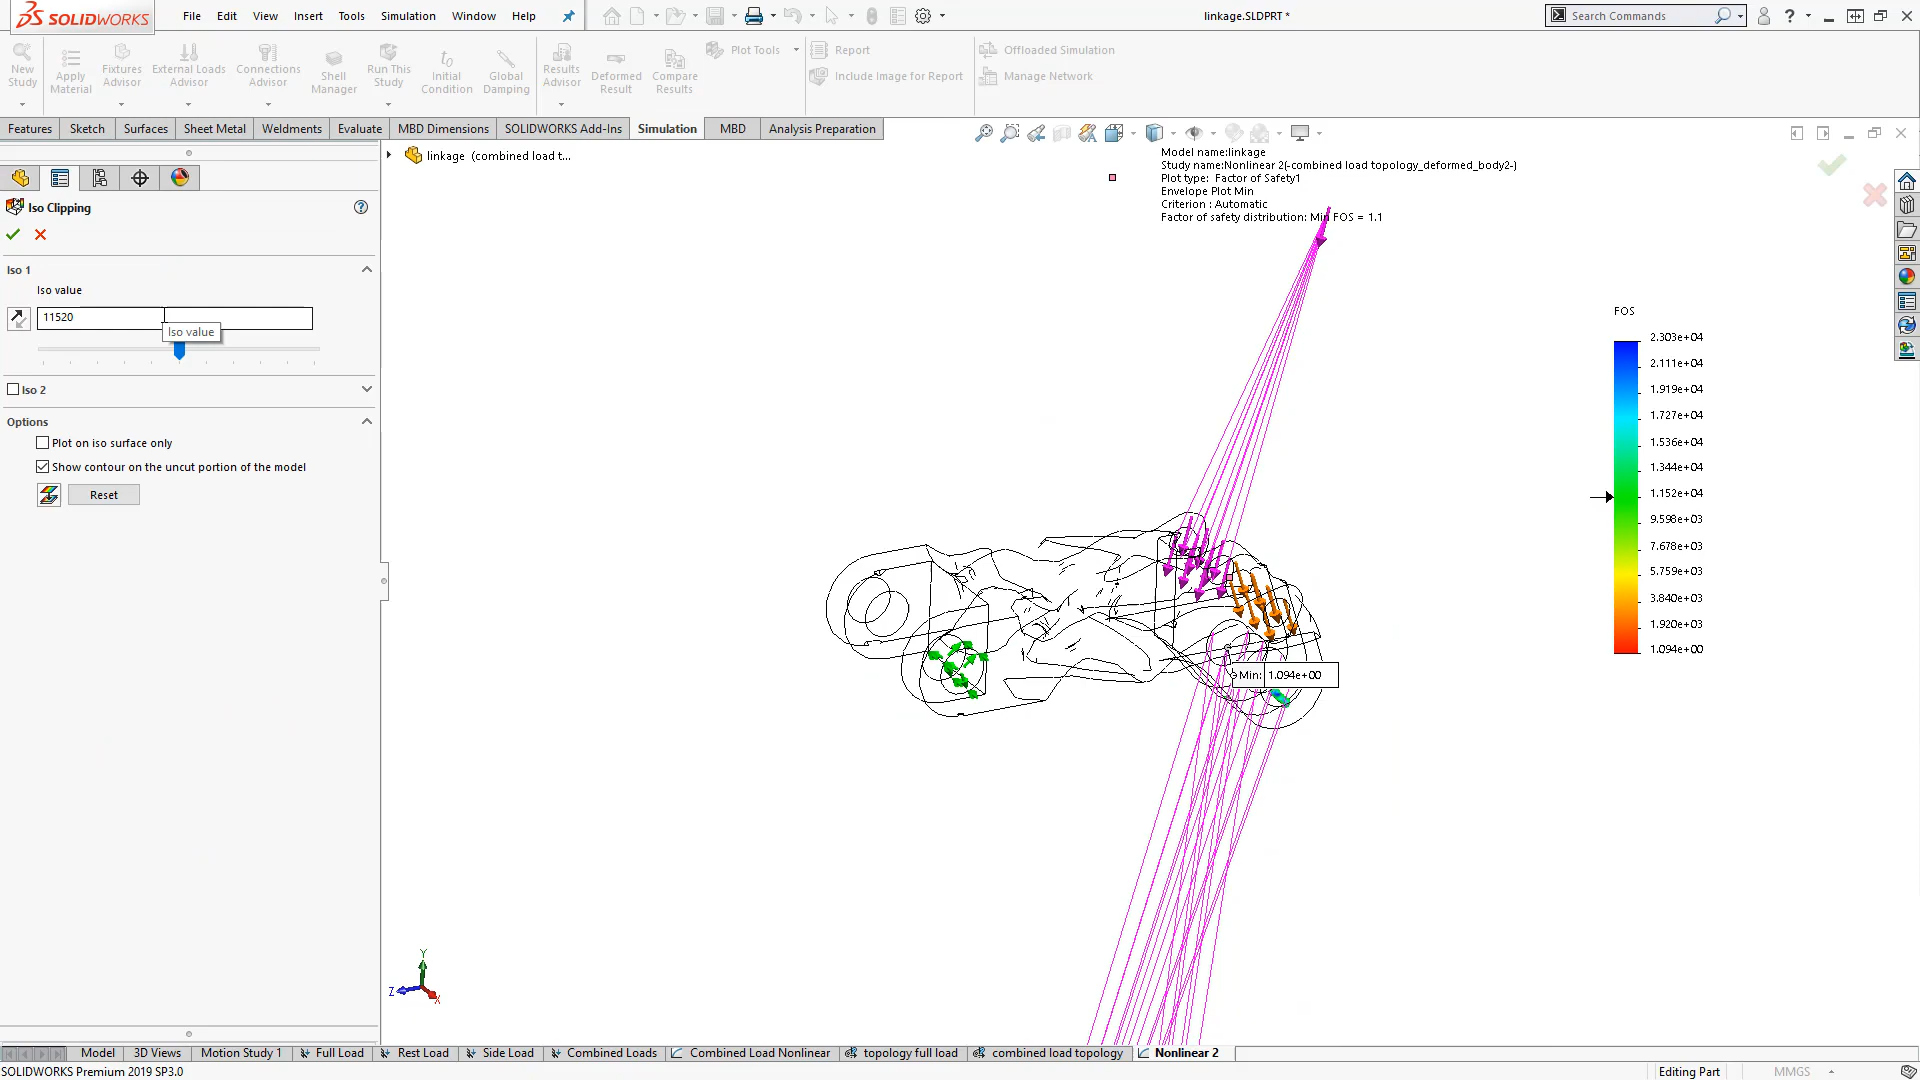 SOLIDWORKS
File Edit View Insert Tools Simulation Window Help
linkage.SLDPRT *
Search Commands
New Study
Apply Material
Fixtures Advisor
External Loads Advisor
Connections Advisor
Shell Manager
Run This Study
Initial Condition
Global Damping
Results Advisor
Deformed Result
Compare Results
Plot Tools
Report
Include Image for Report
Offloaded Simulation
Manage Network
Features Sketch Surfaces Sheet Metal Weldments Evaluate MBD Dimensions SOLIDWORKS Add-Ins Simulation MBD Analysis Preparation
linkage (combined load t...
Model name:linkage
Study name:Nonlinear 2(-combined load topology_deformed_body2-)
Plot type: Factor of Safety1
Envelope Plot Min
Criterion : Automatic
Factor of safety distribution: Min FOS = 1.1
Iso Clipping
Iso 1
Iso value
11520
Iso value
Iso 2
Options
Plot on iso surface only
Show contour on the uncut portion of the model
Reset
FOS
2.303e+04
2.111e+04
1.919e+04
1.727e+04
1.536e+04
1.344e+04
1.152e+04
9.598e+03
7.678e+03
5.759e+03
3.840e+03
1.920e+03
1.094e+00
Min: 1.094e+00
Y
Z
X
Model 3D Views Motion Study 1 Full Load Rest Load Side Load Combined Loads Combined Load Nonlinear topology full load combined load topology Nonlinear 2
SOLIDWORKS Premium 2019 SP3.0
Editing Part
MMGS